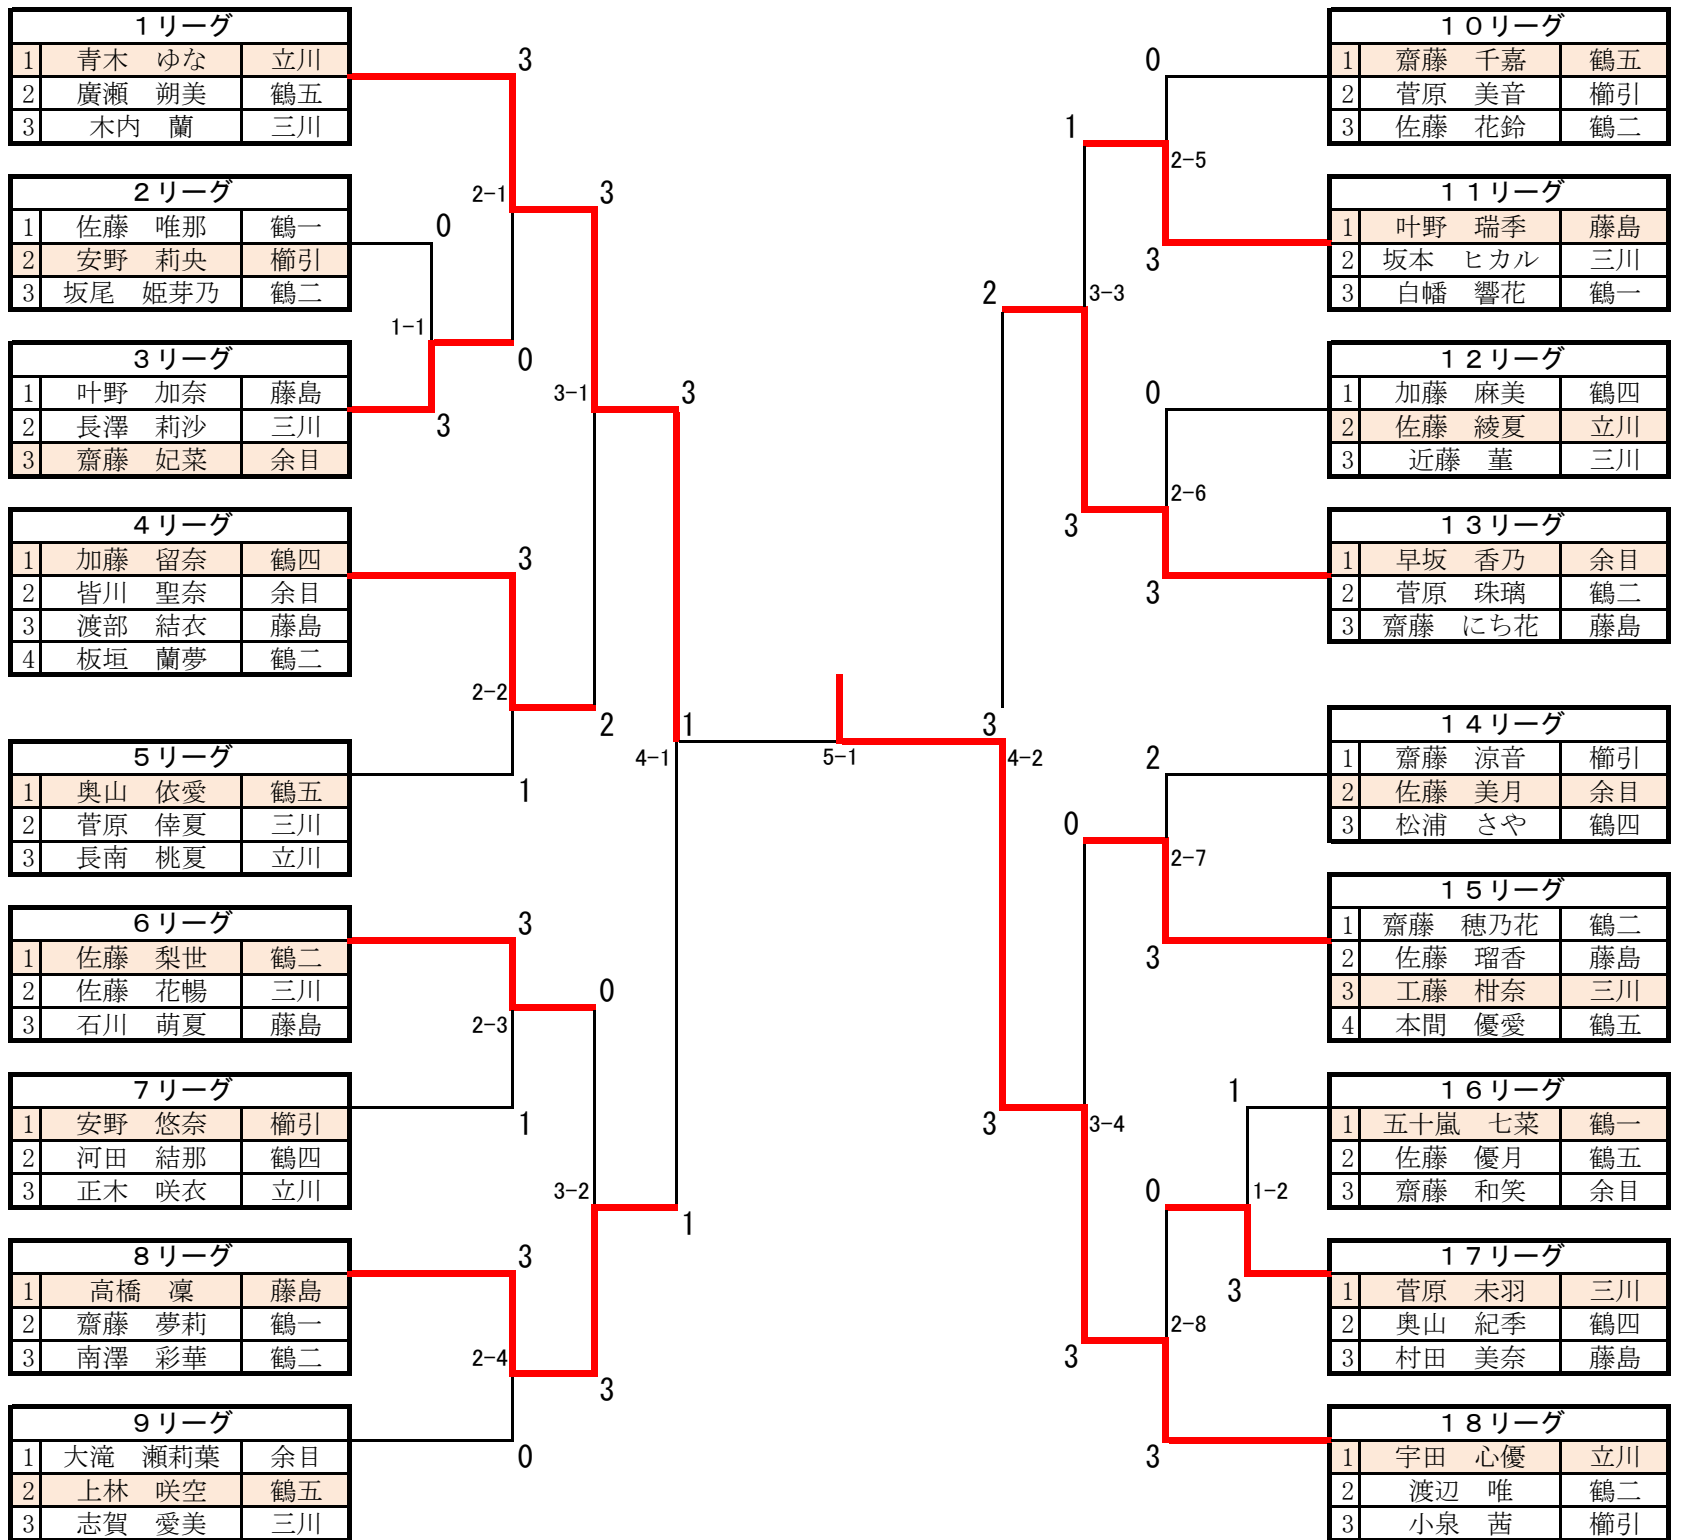 １リーグ
1 青木 ゆな 立川
2 廣瀬 朔美 鶴五
3 木内 蘭 三川
２リーグ
1 佐藤 唯那 鶴一
2 安野 莉央 櫛引
3 坂尾 姫芽乃 鶴二
３リーグ
1 叶野 加奈 藤島
2 長澤 莉沙 三川
3 齋藤 妃菜 余目
４リーグ
1 加藤 留奈 鶴四
2 皆川 聖奈 余目
3 渡部 結衣 藤島
4 板垣 蘭夢 鶴二
５リーグ
1 奥山 依愛 鶴五
2 菅原 倖夏 三川
3 長南 桃夏 立川
６リーグ
1 佐藤 梨世 鶴二
2 佐藤 花暢 三川
3 石川 萌夏 藤島
７リーグ
1 安野 悠奈 櫛引
2 河田 結那 鶴四
3 正木 咲衣 立川
８リーグ
1 高橋 凜 藤島
2 齋藤 夢莉 鶴一
3 南澤 彩華 鶴二
９リーグ
1 大滝 瀬莉葉 余目
2 上林 咲空 鶴五
3 志賀 愛美 三川
3
2-1
0
1-1
3
0
3
2-2
1
3
2-3
1
3
2-4
0
3
3-1
2
0
3-2
3
3
4-1
1
1
5-1
3
4-2
2
3
1
3-3
3
0
3-4
3
0
2-5
3
0
2-6
3
2
2-7
3
1
1-2
3
0
2-8
3
１０リーグ
1 齋藤 千嘉 鶴五
2 菅原 美音 櫛引
3 佐藤 花鈴 鶴二
１１リーグ
1 叶野 瑞季 藤島
2 坂本 ヒカル 三川
3 白幡 響花 鶴一
１２リーグ
1 加藤 麻美 鶴四
2 佐藤 綾夏 立川
3 近藤 菫 三川
１３リーグ
1 早坂 香乃 余目
2 菅原 珠璃 鶴二
3 齋藤 にち花 藤島
１４リーグ
1 齋藤 涼音 櫛引
2 佐藤 美月 余目
3 松浦 さや 鶴四
１５リーグ
1 齋藤 穂乃花 鶴二
2 佐藤 瑠香 藤島
3 工藤 柑奈 三川
4 本間 優愛 鶴五
１６リーグ
1 五十嵐 七菜 鶴一
2 佐藤 優月 鶴五
3 齋藤 和笑 余目
１７リーグ
1 菅原 未羽 三川
2 奥山 紀季 鶴四
3 村田 美奈 藤島
１８リーグ
1 宇田 心優 立川
2 渡辺 唯 鶴二
3 小泉 茜 櫛引